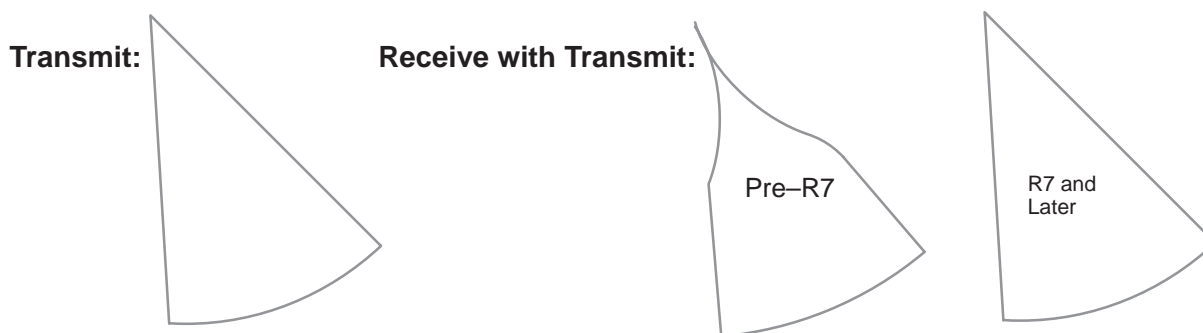 Transmit:
Receive with Transmit:
Pre–R7
R7 and
Later